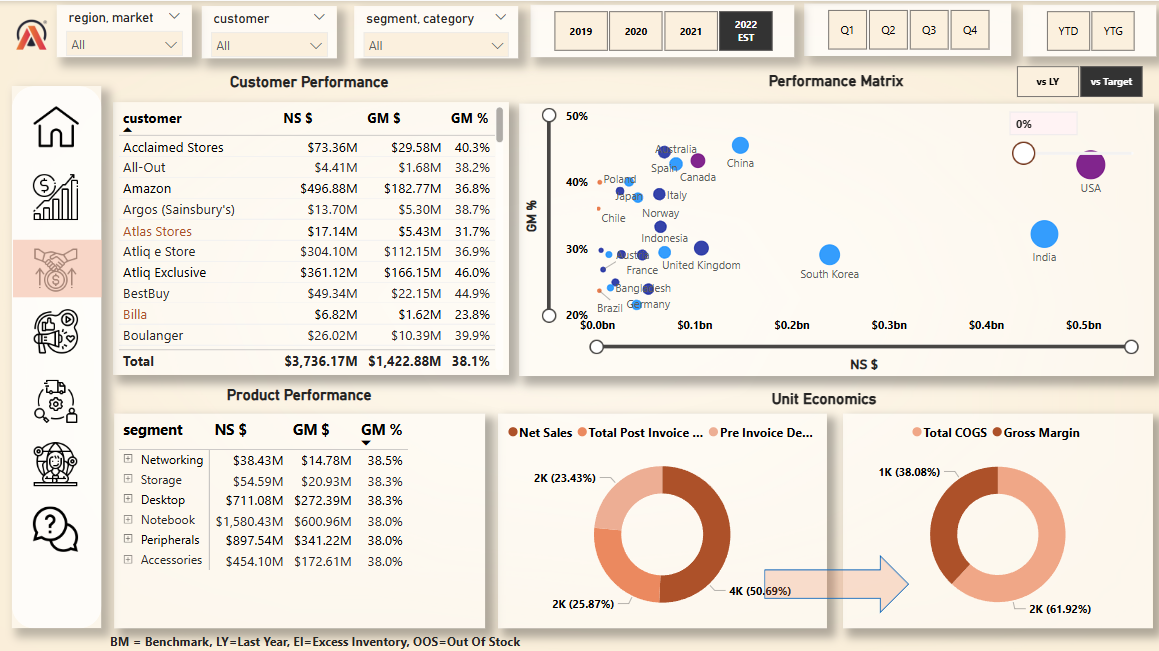 region, market
All
customer
All
segment, category
All
2019
2020
2021
2022 EST
Q1
Q2
Q3
Q4
YTD
YTG
Customer Performance
customer NS $ GM $ GM %
Acclaimed Stores $73.36M $29.58M 40.3%
All-Out $4.41M $1.68M 38.2%
Amazon $496.88M $182.77M 36.8%
Argos (Sainsbury's) $13.70M $5.30M 38.7%
Atlas Stores $17.14M $5.43M 31.7%
Atliq e Store $304.10M $112.15M 36.9%
Atliq Exclusive $361.12M $166.15M 46.0%
BestBuy $49.34M $22.15M 44.9%
Billa $6.82M $1.62M 23.8%
Boulanger $26.02M $10.39M 39.9%
Total $3,736.17M $1,422.88M 38.1%
Performance Matrix
vs LY
vs Target
0%
GM %
50%
40%
30%
20%
Australia
Spain
Canada
China
USA
Poland
Japan
Italy
Chile
Norway
Indonesia
Austria
United Kingdom
France
South Korea
India
Bangladesh
Brazil
Germany
$0.0bn $0.1bn $0.2bn $0.3bn $0.4bn $0.5bn
NS $
Product Performance
segment NS $ GM $ GM %
Networking $38.43M $14.78M 38.5%
Storage $54.59M $20.93M 38.3%
Desktop $711.08M $272.39M 38.3%
Notebook $1,580.43M $600.96M 38.0%
Peripherals $897.54M $341.22M 38.0%
Accessories $454.10M $172.61M 38.0%
Unit Economics
Net Sales Total Post Invoice ... Pre Invoice De...
2K (23.43%)
2K (25.87%)
4K (50.69%)
Total COGS Gross Margin
1K (38.08%)
2K (61.92%)
BM = Benchmark, LY=Last Year, EI=Excess Inventory, OOS=Out Of Stock